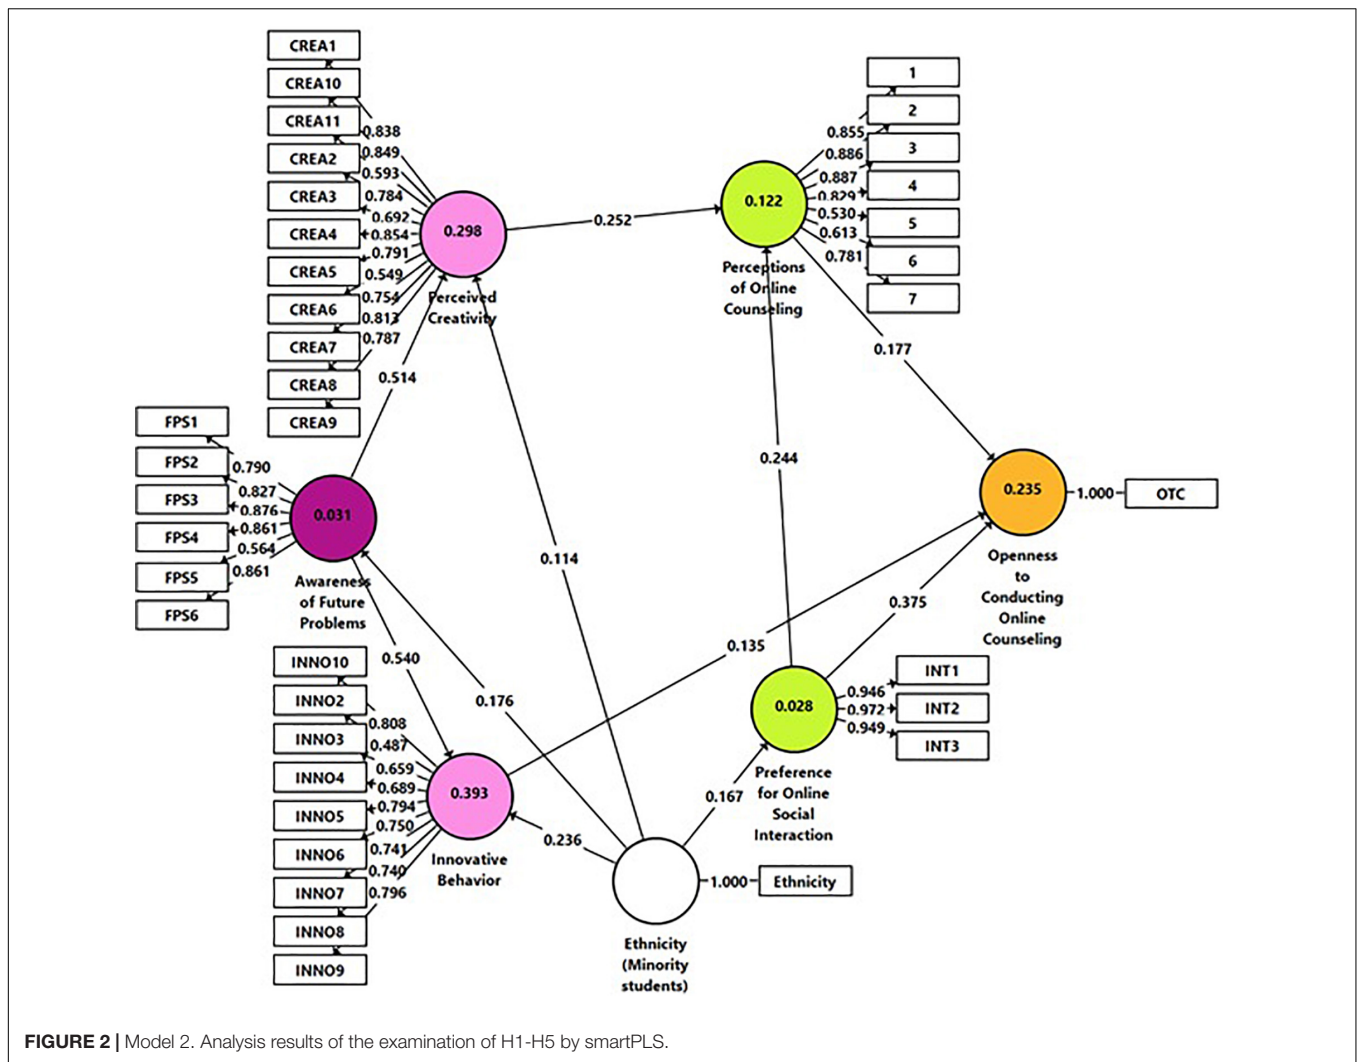 CREA1
CREA10
CREA11
CREA2
CREA3
CREA4
CREA5
CREA6
CREA7
CREA8
CREA9
0.838
0.849
0.593
0.784
0.692
0.854
0.791
0.549
0.754
0.813
0.787
0.298
Perceived
Creativity
0.252
0.122
Perceptions
of Online
Counseling
0.855
0.886
0.887
0.829
0.530
0.613
0.781
1
2
3
4
5
6
7
0.177
0.514
0.244
0.114
FPS1
FPS2
FPS3
FPS4
FPS5
FPS6
0.790
0.827
0.876
0.861
0.564
0.861
0.031
Awareness
of Future
Problems
0.235
1.000
OTC
Openness
to
Conducting
Online
Counseling
0.540
0.176
0.135
0.375
INNO10
INNO2
INNO3
INNO4
INNO5
INNO6
INNO7
INNO8
INNO9
0.808
0.487
0.659
0.689
0.794
0.750
0.741
0.740
0.796
0.393
Innovative
Behavior
0.236
0.167
0.028
Preference
for Online
Social
Interaction
0.946
0.972
0.949
INT1
INT2
INT3
1.000
Ethnicity
Ethnicity
(Minority
students)
FIGURE 2 | Model 2. Analysis results of the examination of H1-H5 by smartPLS.